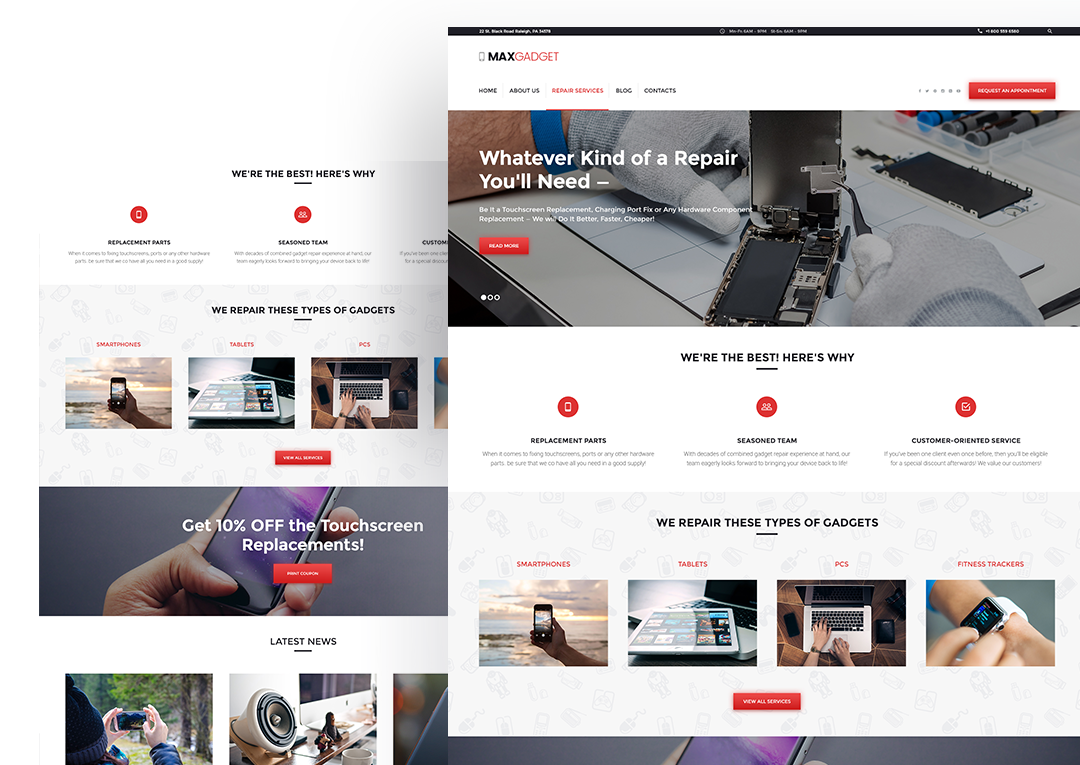 WE'RE THE BEST! HERE'S WHY
REPLACEMENT PARTS
When it comes to fixing touchscreens, ports or any other hardware
parts. be sure that we co have all you need in a good supply!
SEASONED TEAM
With decades of combined gadget repair experience at hand, our
team eagerly looks forward to bringing your device back to life!
CUSTOM
If you've been one clien
for a special discoun
WE REPAIR THESE TYPES OF GADGETS
SMARTPHONES
TABLETS
PCS
VIEW ALL SERVICES
Get 10% OFF the Touchscreen
Replacements!
PRINT COUPON
LATEST NEWS
22 St. Black Road Raleigh, PA 34578
Mn-Fr: 6AM - 9PM
+1 800 559 6580
MAXGADGET
HOME
ABOUT US
REPAIR SERVICES
BLOG
CONTACTS
REQUEST AN APPOINTMENT
Whatever Kind of a Repair
You'll Need —
Be It a Touchscreen Replacement, Charging Port Fix or Any Hardware Component
Replacement – We will Do It Better, Faster, Cheaper!
READ MORE
WE'RE THE BEST! HERE'S WHY
REPLACEMENT PARTS
When it comes to fixing touchscreens, ports or any other hardware
parts. be sure that we co have all you need in a good supply!
SEASONED TEAM
With decades of combined gadget repair experience at hand, our
team eagerly looks forward to bringing your device back to life!
CUSTOMER-ORIENTED SERVICE
If you've been one client even once before, then you'll be eligible
for a special discount afterwards! We value our customers!
WE REPAIR THESE TYPES OF GADGETS
SMARTPHONES
TABLETS
PCS
FITNESS TRACKERS
VIEW ALL SERVICES